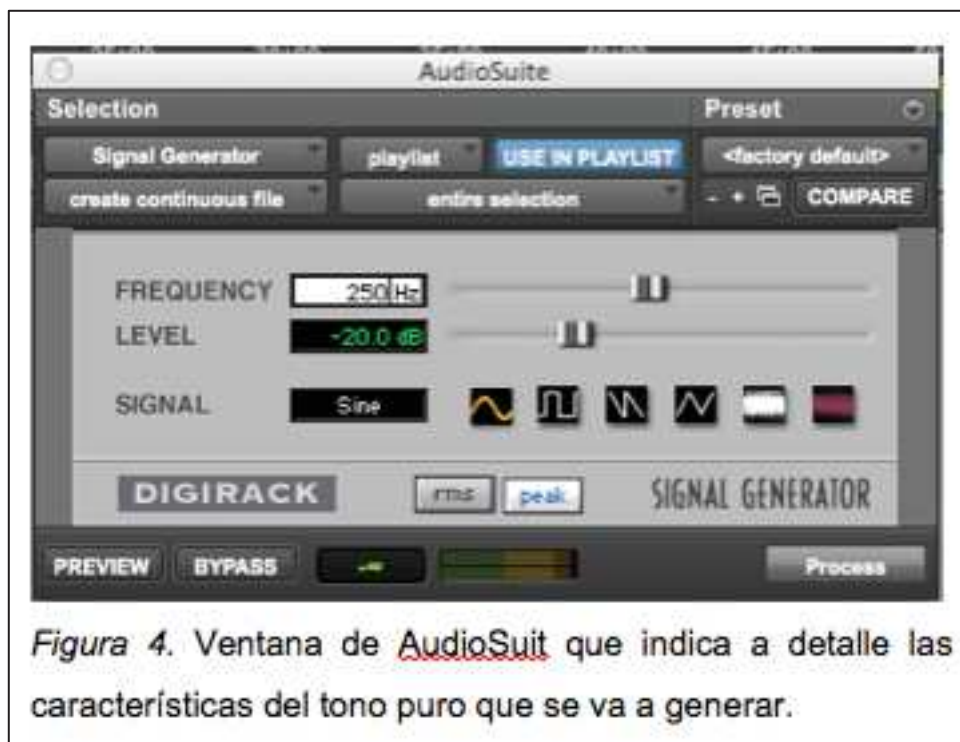 AudioSuite
Selection Preset
Signal Generator playlist USE IN PLAYLIST <factory default>
create continuous file entire selection - + COMPARE
FREQUENCY 250 Hz
LEVEL -20.0 dB
SIGNAL Sine
DIGIRACK rms peak SIGNAL GENERATOR
PREVIEW BYPASS -∞ Process
Figura 4. Ventana de AudioSuit que indica a detalle las
características del tono puro que se va a generar.